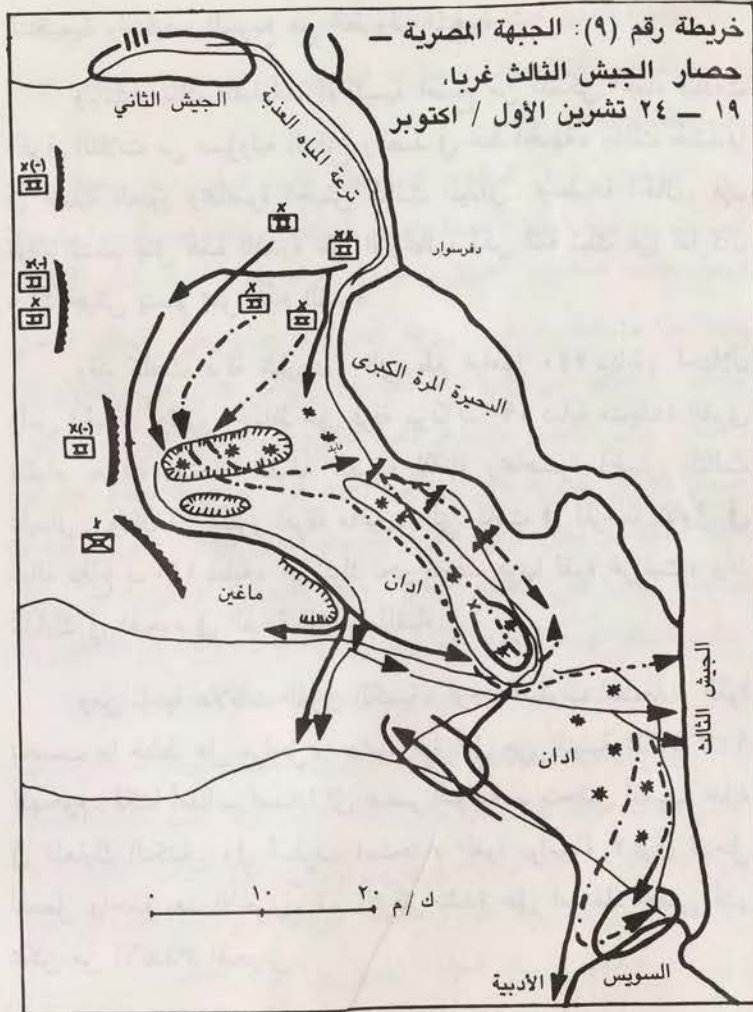 خريطة رقم (٩): الجبهة المصرية —
حصار الجيش الثالث غربا،
١٩ — ٢٤ تشرين الأول / اكتوبر
الجيش الثاني
ترعة المياه العذبة
دفرسوار
البحيرة المرة الكبرى
ماغين
ادان
الجيش الثالث
ادان
٠ ١٠ ٢٠ ك / م
السويس
الأدبية